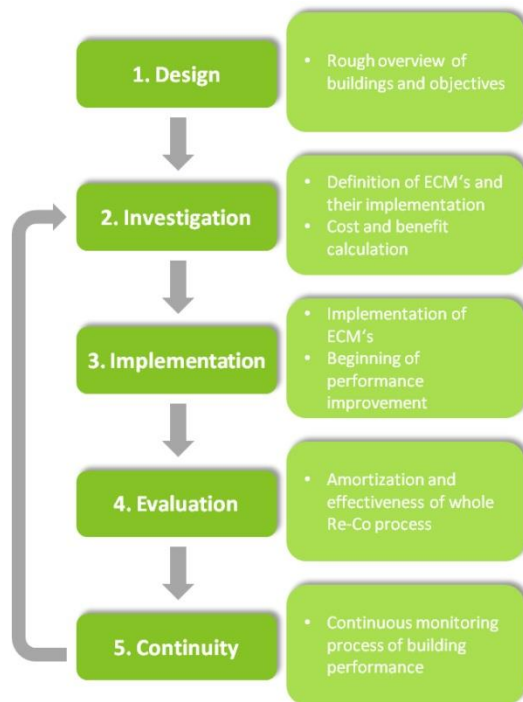 1. Design
• Rough overview of
buildings and objectives
2. Investigation
• Definition of ECM's and
their implementation
• Cost and benefit
calculation
3. Implementation
• Implementation of
ECM's
• Beginning of
performance
improvement
4. Evaluation
• Amortization and
effectiveness of whole
Re-Co process
5. Continuity
• Continuous monitoring
process of building
performance